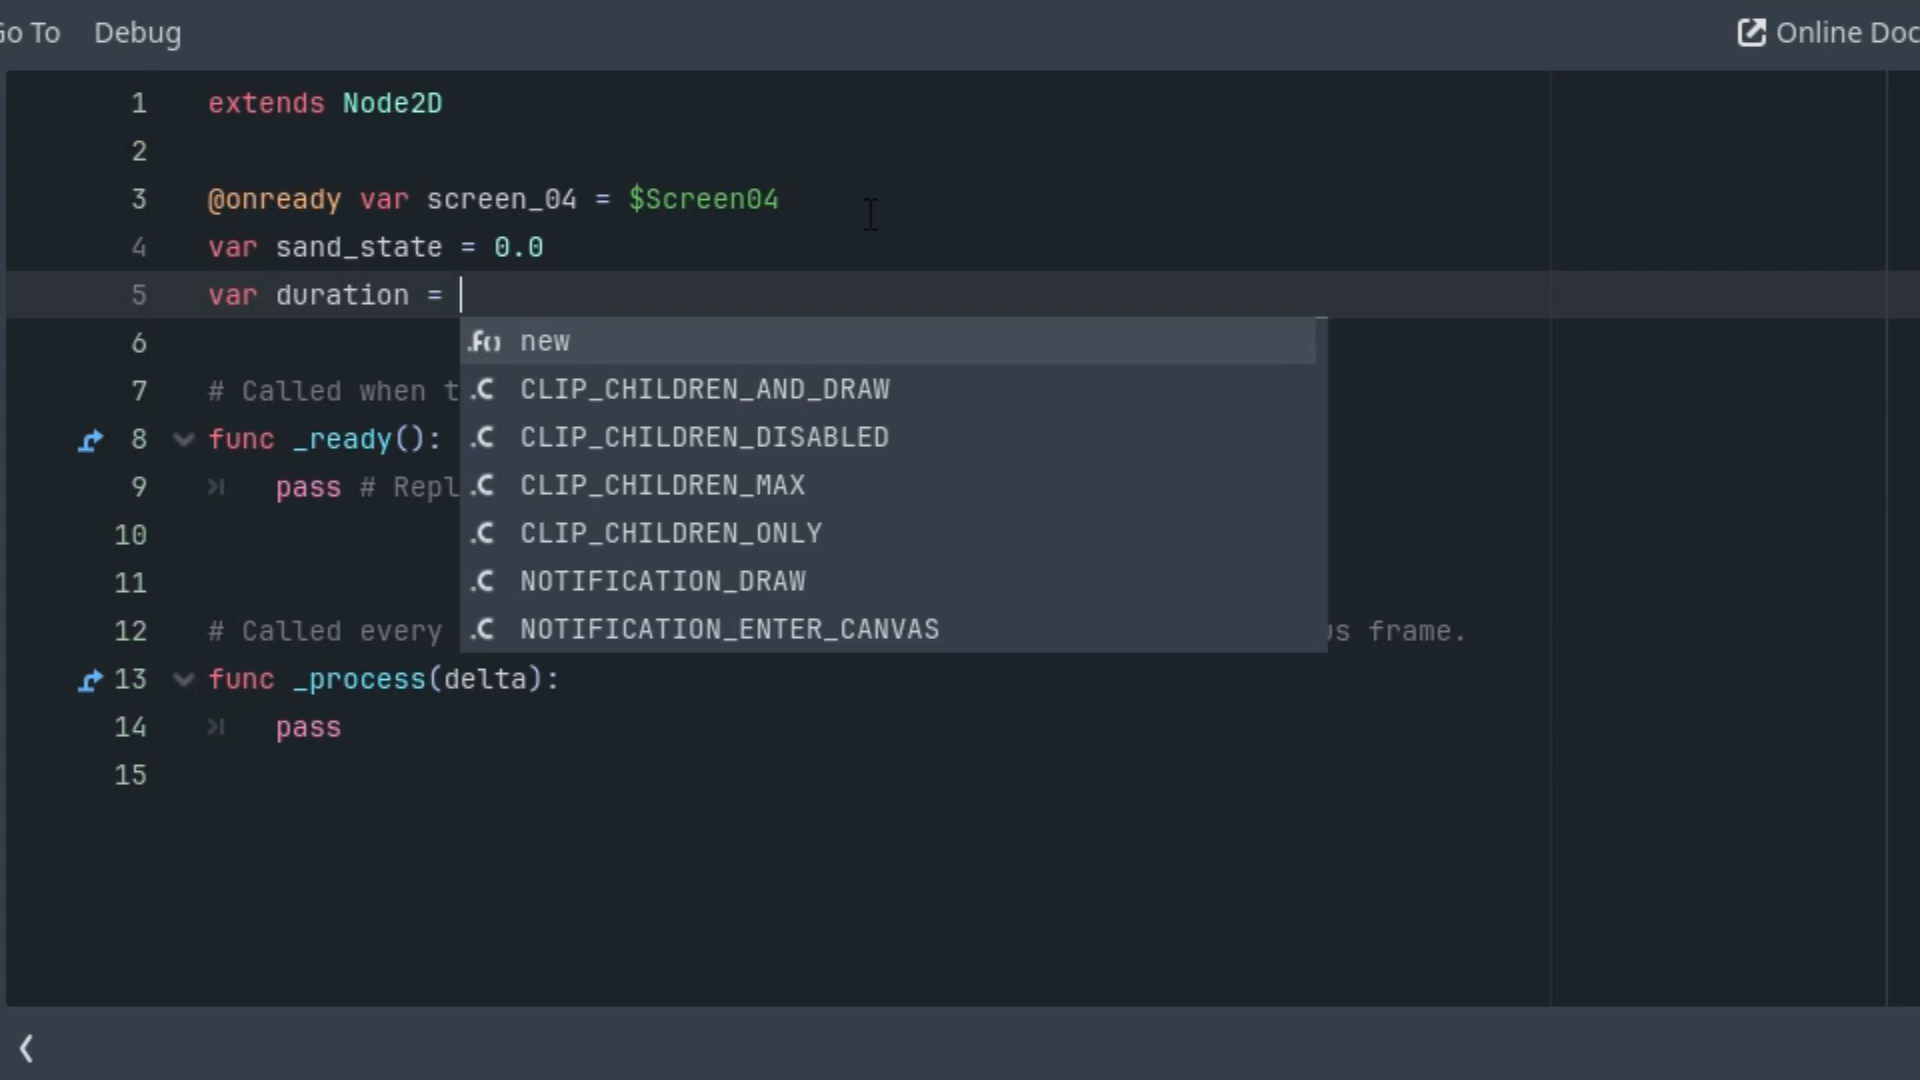 Go To Debug Online Doc
1 extends Node2D
2
3 @onready var screen_04 = $Screen04
4 var sand_state = 0.0
5 var duration =
6 .f() new
7 # Called when t .C CLIP_CHILDREN_AND_DRAW
8 func _ready(): .C CLIP_CHILDREN_DISABLED
9 pass # Repl .C CLIP_CHILDREN_MAX
10 .C CLIP_CHILDREN_ONLY
11 .C NOTIFICATION_DRAW
12 # Called every .C NOTIFICATION_ENTER_CANVAS us frame.
13 func _process(delta):
14 pass
15